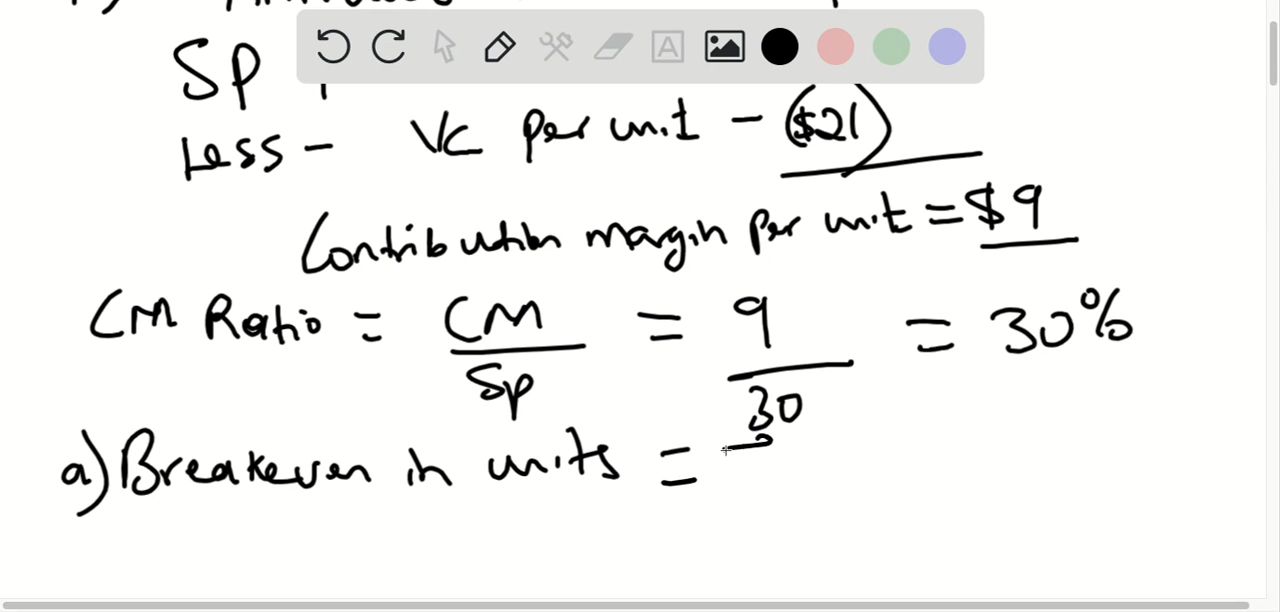 SP
Less - VC per unit - ($21)
Contribution margin per unit = $9
CM Ratio = CM/SP = 9/30 = 30%
a) Breakeven in units =